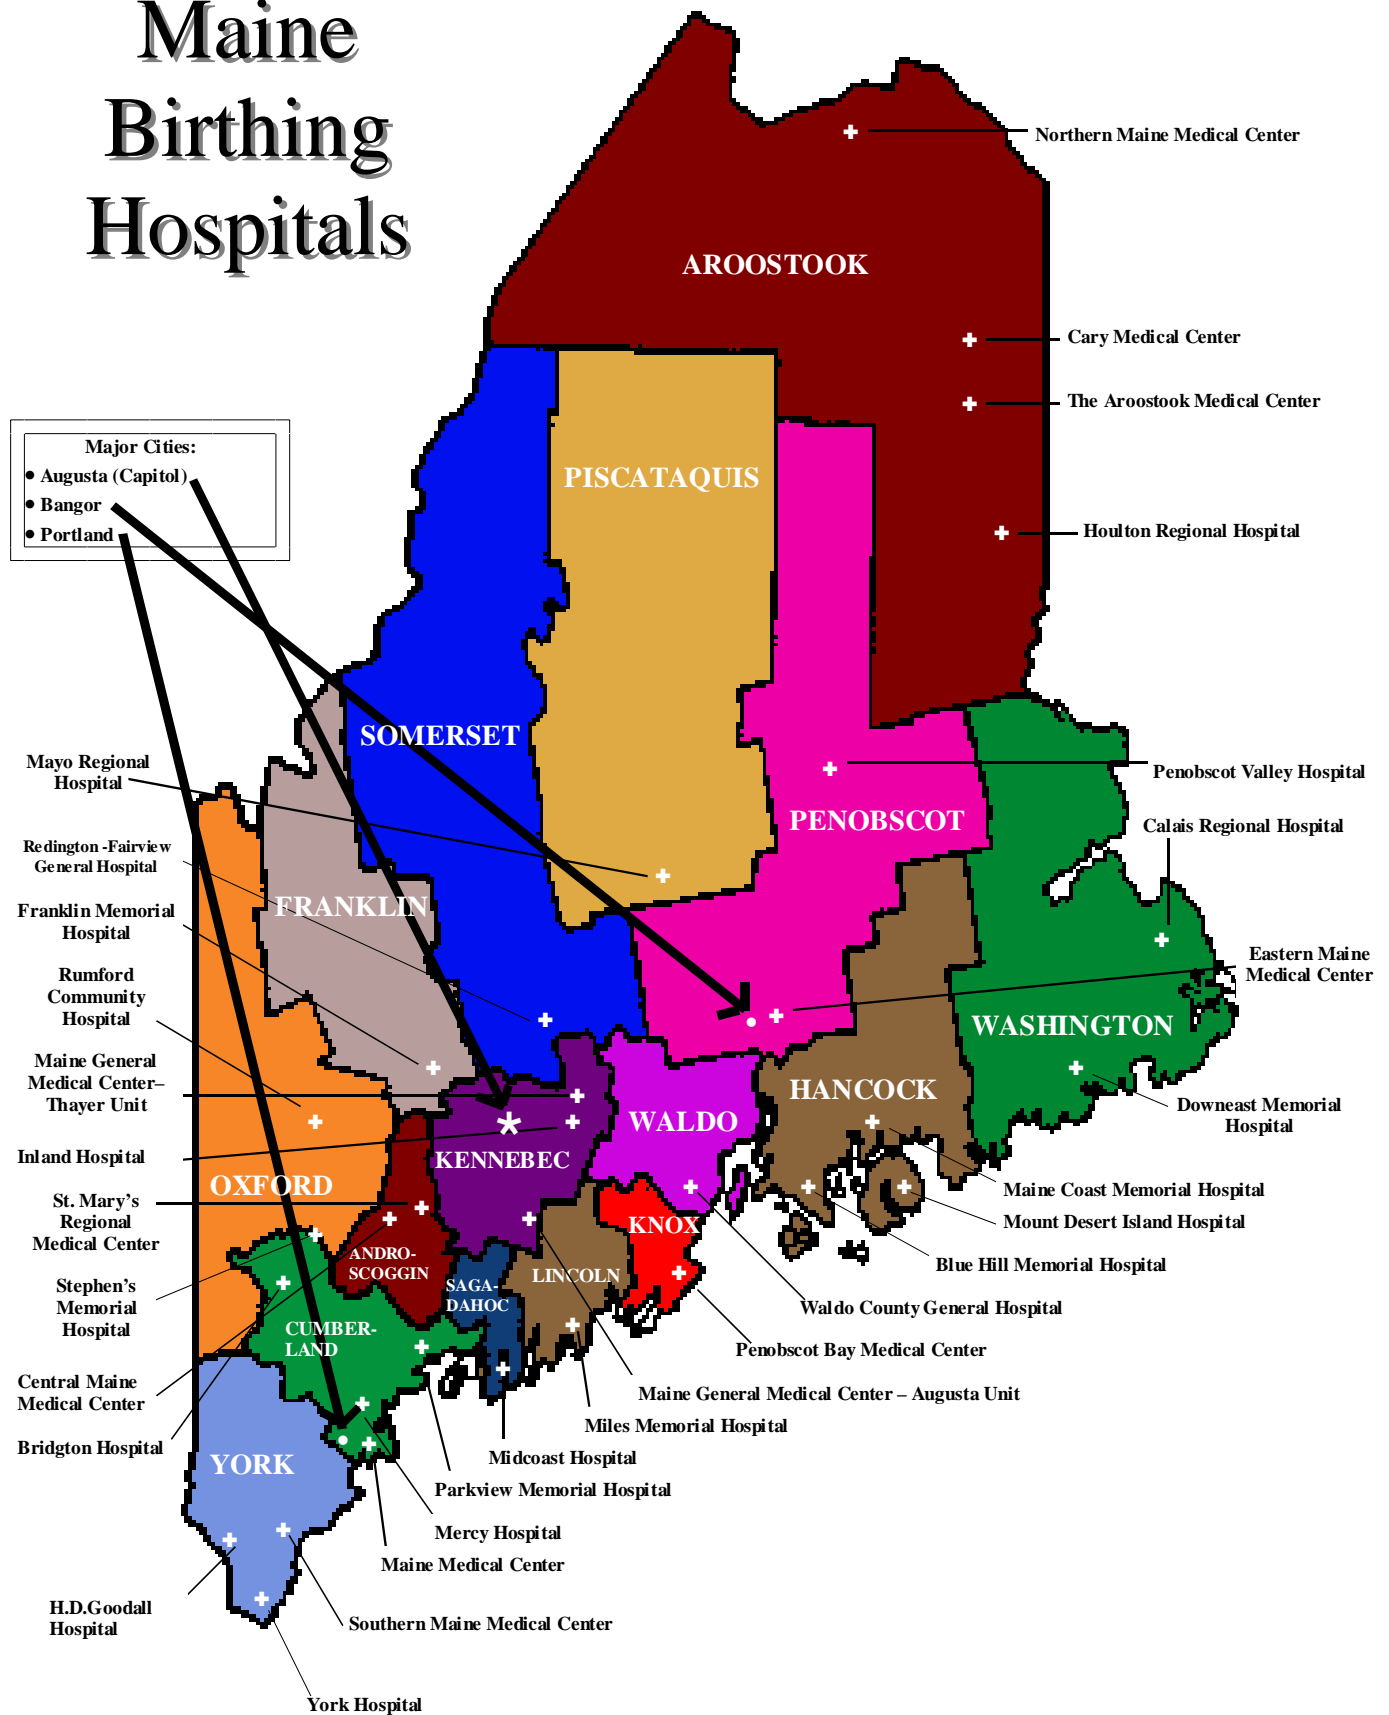 Maine
Birthing
Hospitals
Northern Maine Medical Center
AROOSTOOK
Cary Medical Center
The Aroostook Medical Center
Major Cities:
• Augusta (Capitol)
• Bangor
• Portland
PISCATAQUIS
Houlton Regional Hospital
SOMERSET
Mayo Regional
Hospital
Penobscot Valley Hospital
PENOBSCOT
Calais Regional Hospital
Redington -Fairview
General Hospital
FRANKLIN
Franklin Memorial
Hospital
Eastern Maine
Medical Center
Rumford
Community
Hospital
WASHINGTON
Maine General
Medical Center–
Thayer Unit
HANCOCK
Downeast Memorial
Hospital
WALDO
Inland Hospital
KENNEBEC
OXFORD
Maine Coast Memorial Hospital
St. Mary's
Regional
Medical Center
KNOX
Mount Desert Island Hospital
ANDRO-
SCOGGIN
Blue Hill Memorial Hospital
Stephen's
Memorial
Hospital
SAGA-
DAHOC
LINCOLN
Waldo County General Hospital
CUMBER-
LAND
Penobscot Bay Medical Center
Central Maine
Medical Center
Maine General Medical Center – Augusta Unit
Miles Memorial Hospital
Bridgton Hospital
YORK
Midcoast Hospital
Parkview Memorial Hospital
Mercy Hospital
Maine Medical Center
H.D.Goodall
Hospital
Southern Maine Medical Center
York Hospital